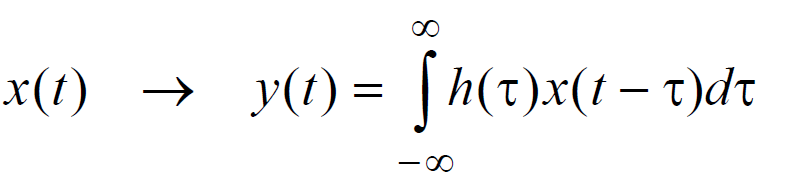 x(t) → y(t) = ∫_{−∞}^{∞} h(τ)x(t − τ)dτ